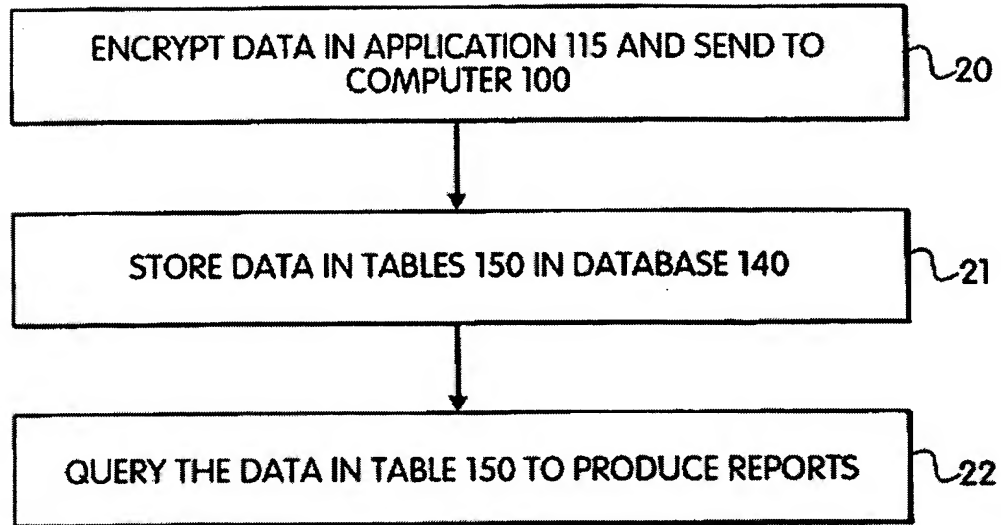 ENCRYPT DATA IN APPLICATION 115 AND SEND TO
COMPUTER 100
20
STORE DATA IN TABLES 150 IN DATABASE 140
21
QUERY THE DATA IN TABLE 150 TO PRODUCE REPORTS
22